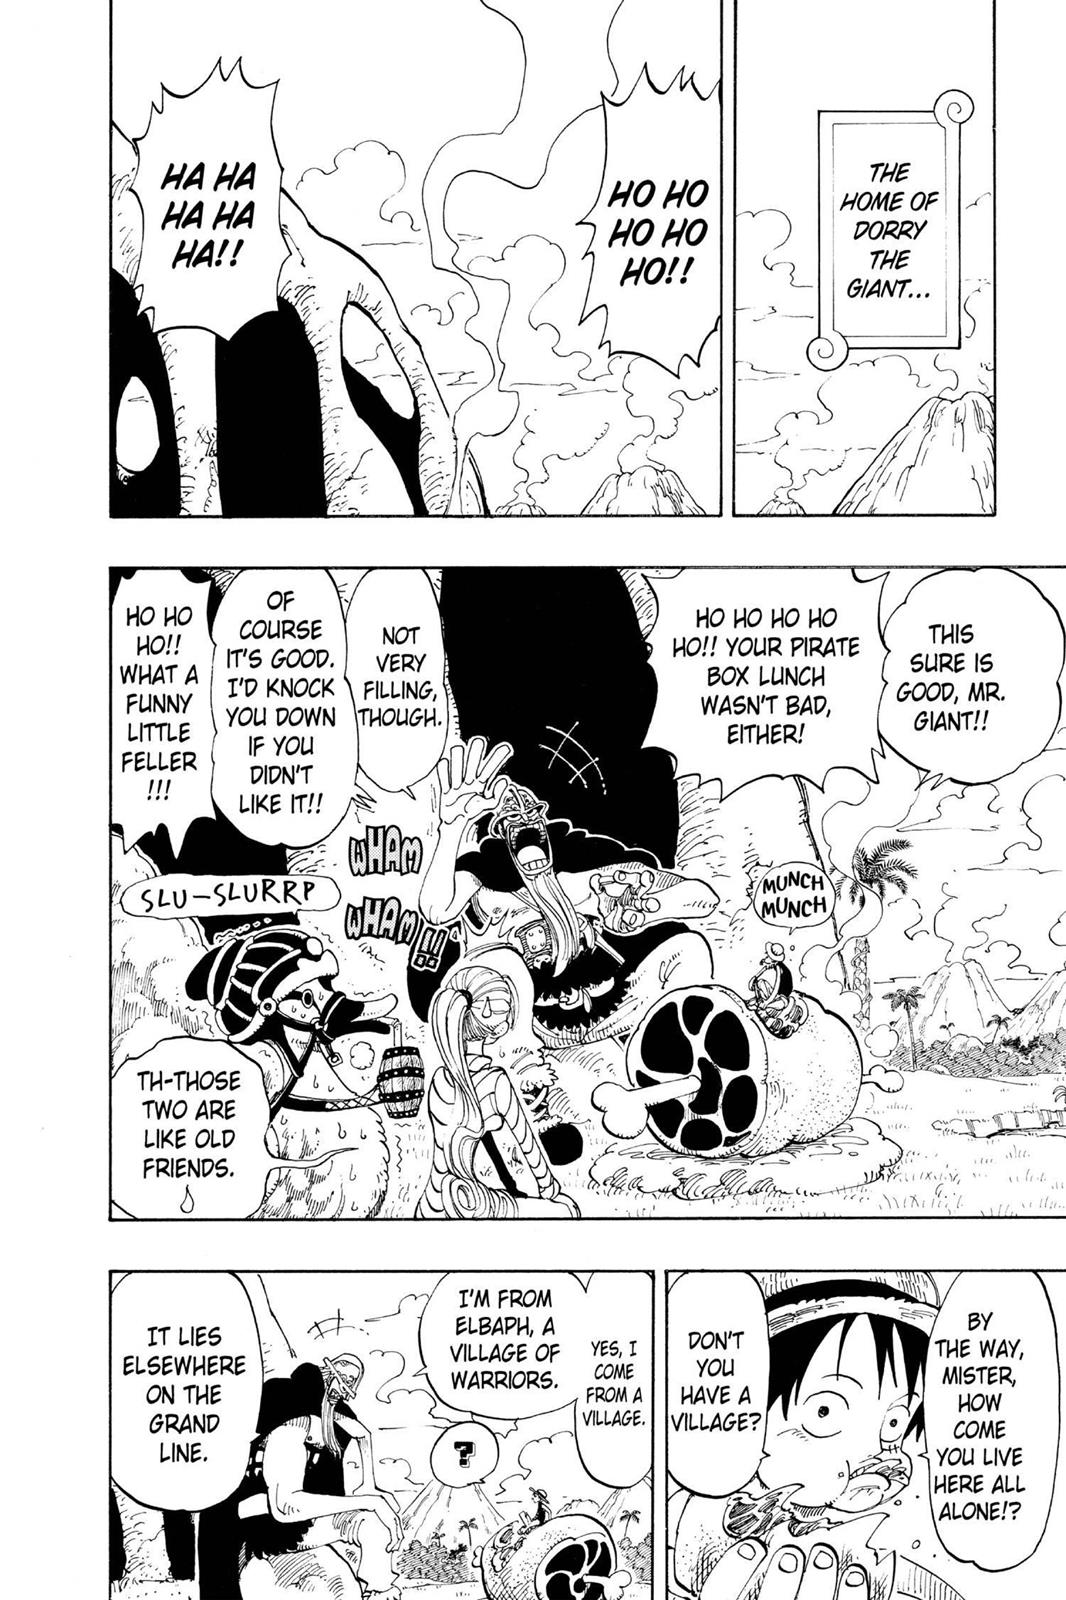 THE
HOME OF
DORRY
THE
GIANT...
HO HO
HO HO
HO!!
HA HA
HA HA
HA!!
THIS
SURE IS
GOOD, MR.
GIANT!!
HO HO HO HO
HO!! YOUR PIRATE
BOX LUNCH
WASN'T BAD,
EITHER!
MUNCH
MUNCH
NOT
VERY
FILLING,
THOUGH.
OF
COURSE
IT'S GOOD.
I'D KNOCK
YOU DOWN
IF YOU
DIDN'T
LIKE IT!!
WHAM
WHAM!!
HO HO
HO!!
WHAT A
FUNNY
LITTLE
FELLER
!!!
SLU-SLURRP
TH-THOSE
TWO ARE
LIKE OLD
FRIENDS.
BY
THE WAY,
MISTER,
HOW
COME
YOU LIVE
HERE ALL
ALONE!?
DON'T
YOU
HAVE A
VILLAGE?
YES, I
COME
FROM A
VILLAGE.
I'M FROM
ELBAPH, A
VILLAGE OF
WARRIORS.
?
IT LIES
ELSEWHERE
ON THE
GRAND
LINE.